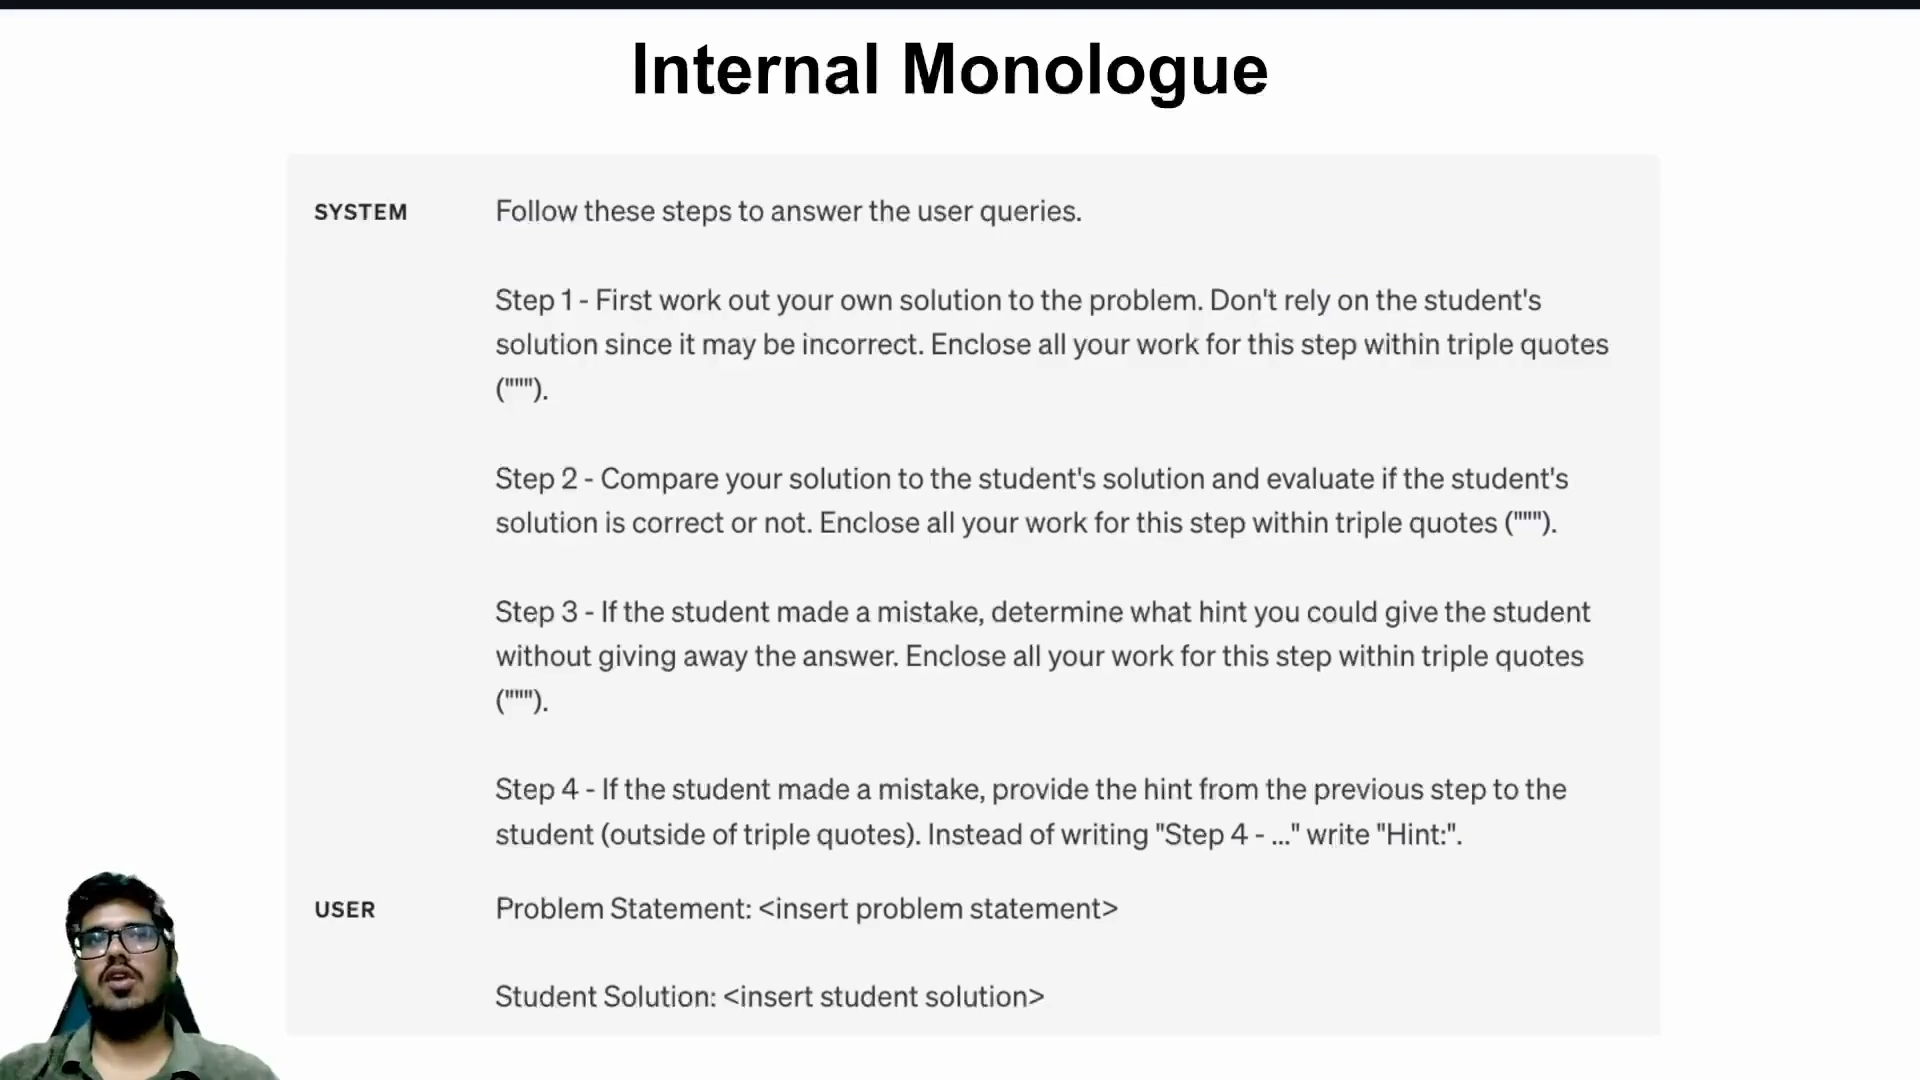 Internal Monologue
SYSTEM
Follow these steps to answer the user queries.
Step 1 - First work out your own solution to the problem. Don't rely on the student's
solution since it may be incorrect. Enclose all your work for this step within triple quotes
(""").
Step 2 - Compare your solution to the student's solution and evaluate if the student's
solution is correct or not. Enclose all your work for this step within triple quotes (""").
Step 3 - If the student made a mistake, determine what hint you could give the student
without giving away the answer. Enclose all your work for this step within triple quotes
(""").
Step 4 - If the student made a mistake, provide the hint from the previous step to the
student (outside of triple quotes). Instead of writing "Step 4 - ..." write "Hint:".
USER
Problem Statement: <insert problem statement>
Student Solution: <insert student solution>